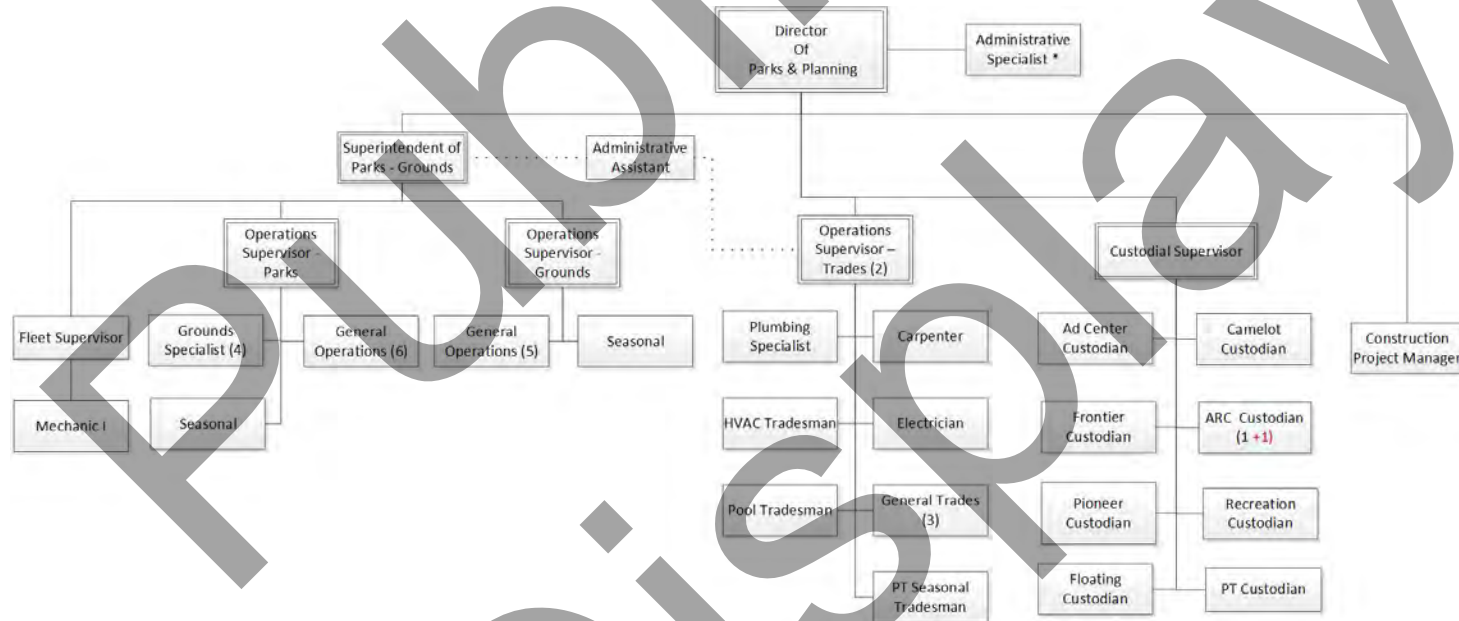 Director
Of
Parks & Planning
Administrative
Specialist *
Superintendent of
Parks - Grounds
Administrative
Assistant
Operations
Supervisor -
Parks
Operations
Supervisor -
Grounds
Operations
Supervisor –
Trades (2)
Custodial Supervisor
Fleet Supervisor
Grounds
Specialist (4)
General
Operations (6)
General
Operations (5)
Seasonal
Plumbing
Specialist
Carpenter
Ad Center
Custodian
Camelot
Custodian
Construction
Project Manager
Mechanic I
Seasonal
HVAC Tradesman
Electrician
Frontier
Custodian
ARC Custodian
(1 +1)
Pool Tradesman
General Trades
(3)
Pioneer
Custodian
Recreation
Custodian
PT Seasonal
Tradesman
Floating
Custodian
PT Custodian
Publ
Display